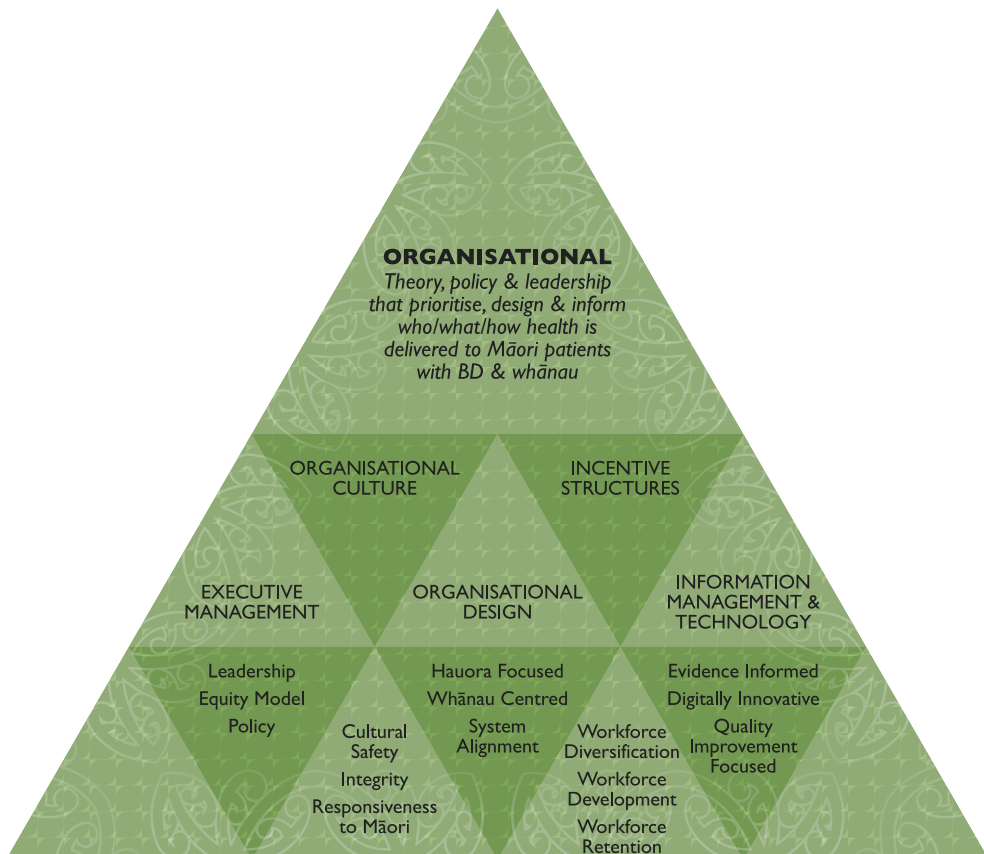 ORGANISATIONAL
Theory, policy & leadership
that prioritise, design & inform
who/what/how health is
delivered to Māori patients
with BD & whānau
ORGANISATIONAL
CULTURE
INCENTIVE
STRUCTURES
EXECUTIVE
MANAGEMENT
ORGANISATIONAL
DESIGN
INFORMATION
MANAGEMENT &
TECHNOLOGY
Leadership
Equity Model
Policy
Cultural
Safety
Integrity
Responsiveness
to Māori
Hauora Focused
Whānau Centred
System
Alignment
Workforce
Diversification
Workforce
Development
Workforce
Retention
Evidence Informed
Digitally Innovative
Quality
Improvement
Focused